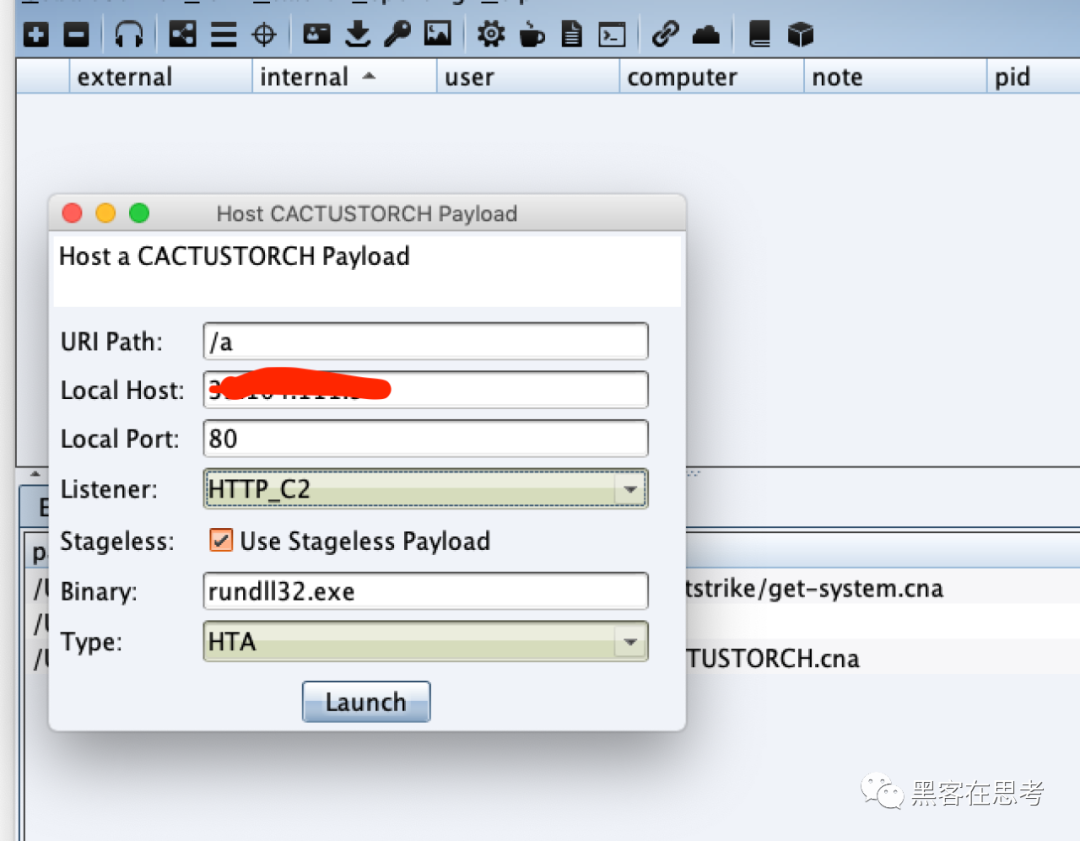 external internal user computer note pid
Host CACTUSTORCH Payload
Host a CACTUSTORCH Payload
URI Path: /a
Local Host:
Local Port: 80
Listener: HTTP_C2
Stageless: Use Stageless Payload
Binary: rundll32.exe
Type: HTA
Launch
tstrike/get-system.cna
TUSTORCH.cna
黑客在思考